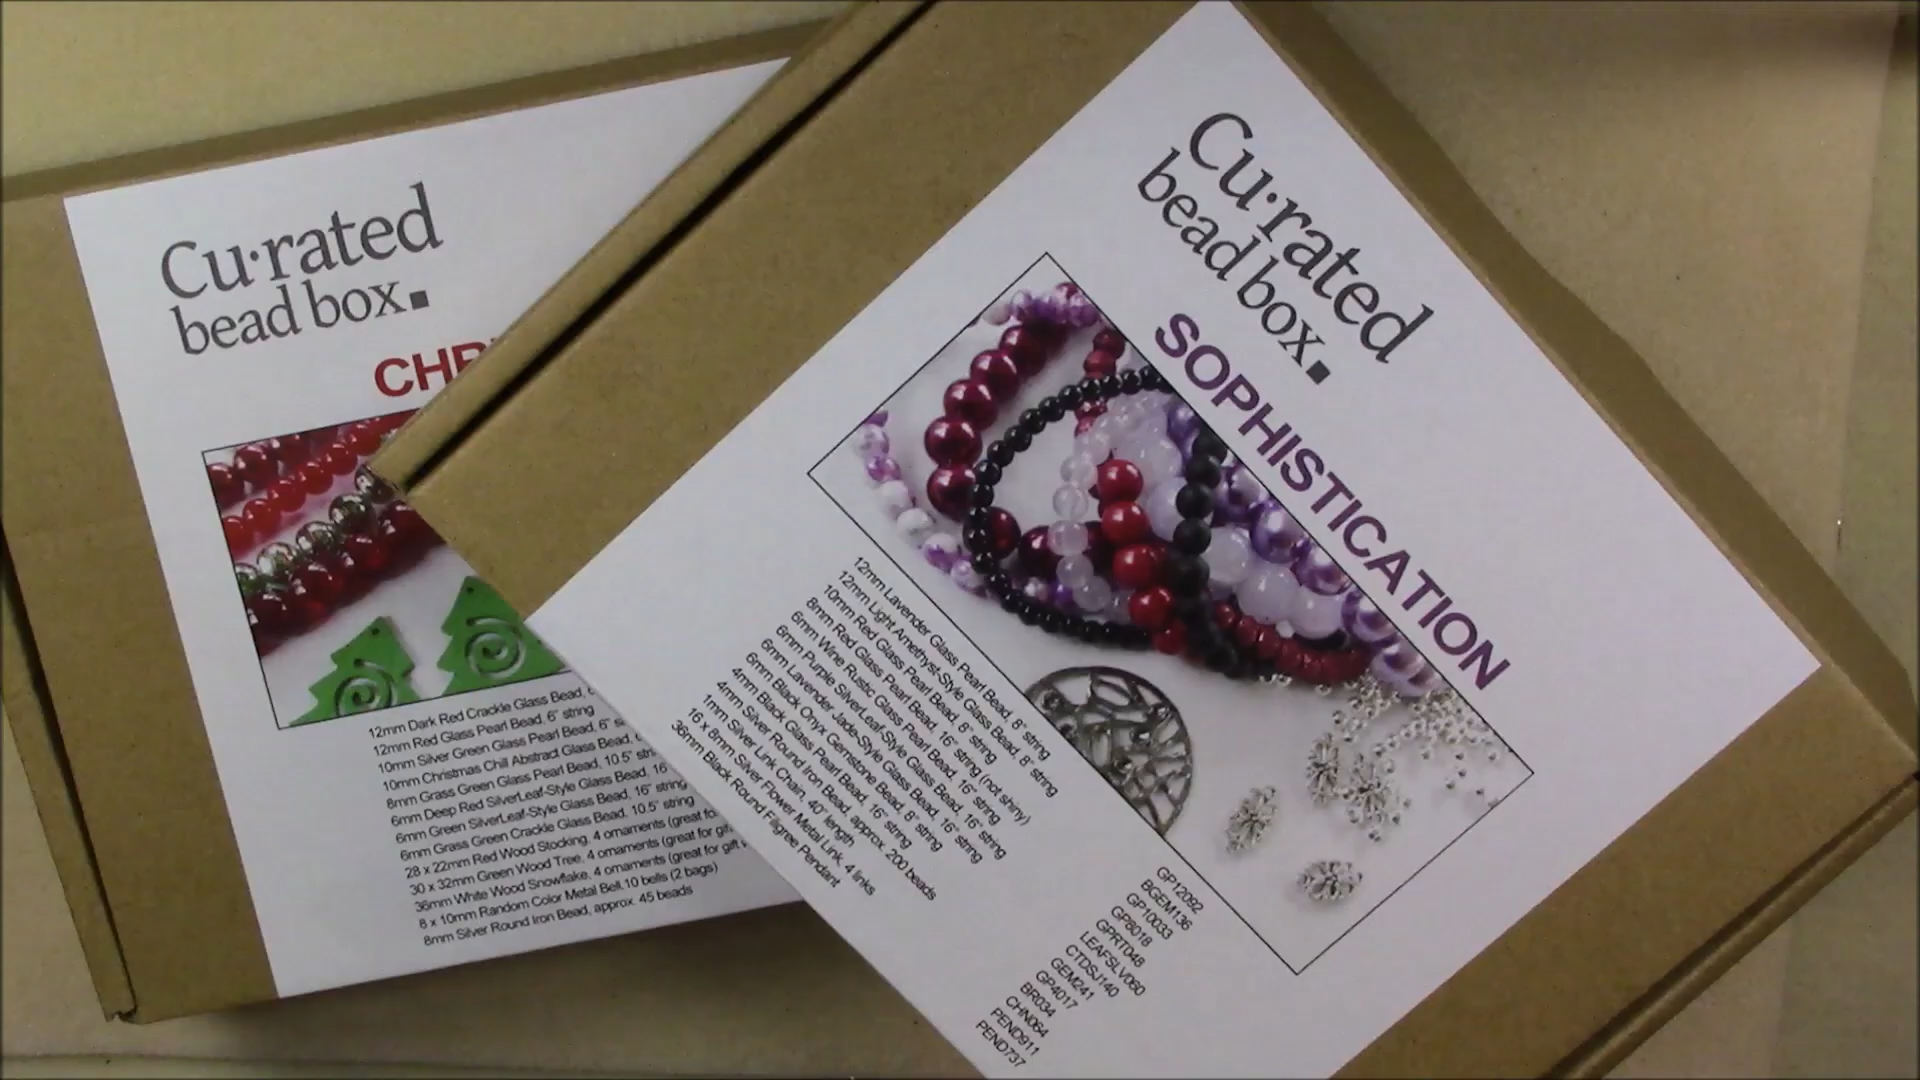 Cu·rated
bead box.
CHR
12mm Dark Red Crackle Glass Bead,
12mm Red Glass Pearl Bead, 6" string
10mm Silver Green Glass Pearl Bead, 6"
10mm Christmas Chill Abstract Glass Bead,
8mm Grass Green Glass Pearl Bead, 10.5"
6mm Deep Red SilverLeaf-Style Glass Bead, 16"
6mm Green SilverLeaf-Style Glass Bead, 16" string
6mm Grass Green Crackle Glass Bead, 10.5" string
28 x 22mm Red Wood Stocking, 4 ornaments (great fo
30 x 32mm Green Wood Tree, 4 ornaments (great for gif
36mm White Wood Snowflake, 4 ornaments (great for gift
8 x 10mm Random Color Metal Bell, 10 bells (2 bags)
8mm Silver Round Iron Bead, approx. 45 beads
Cu·rated
bead box.
SOPHISTICATION
12mm Lavender Glass Pearl Bead, 8" string
12mm Light Amethyst-Style Glass Bead, 8" string
10mm Red Glass Pearl Bead, 8" string
8mm Red Glass Pearl Bead, 16" string (not shiny)
6mm Wine Rustic Glass Pearl Bead, 16" string
6mm Purple SilverLeaf-Style Glass Bead, 16" string
6mm Lavender Jade-Style Glass Bead, 16" string
6mm Black Onyx Gemstone Bead, 8" string
4mm Black Glass Pearl Bead, 16" string
4mm Silver Round Iron Bead, approx. 200 beads
1mm Silver Link Chain, 40" length
16 x 8mm Silver Flower Metal Link, 4 links
36mm Black Round Filigree Pendant
GP12092
BGEM136
GP10033
GP8018
GPRT048
LEAFSLV060
CTDSJ140
GEM241
GP4017
BR034
CHN064
PEND911
PEND737